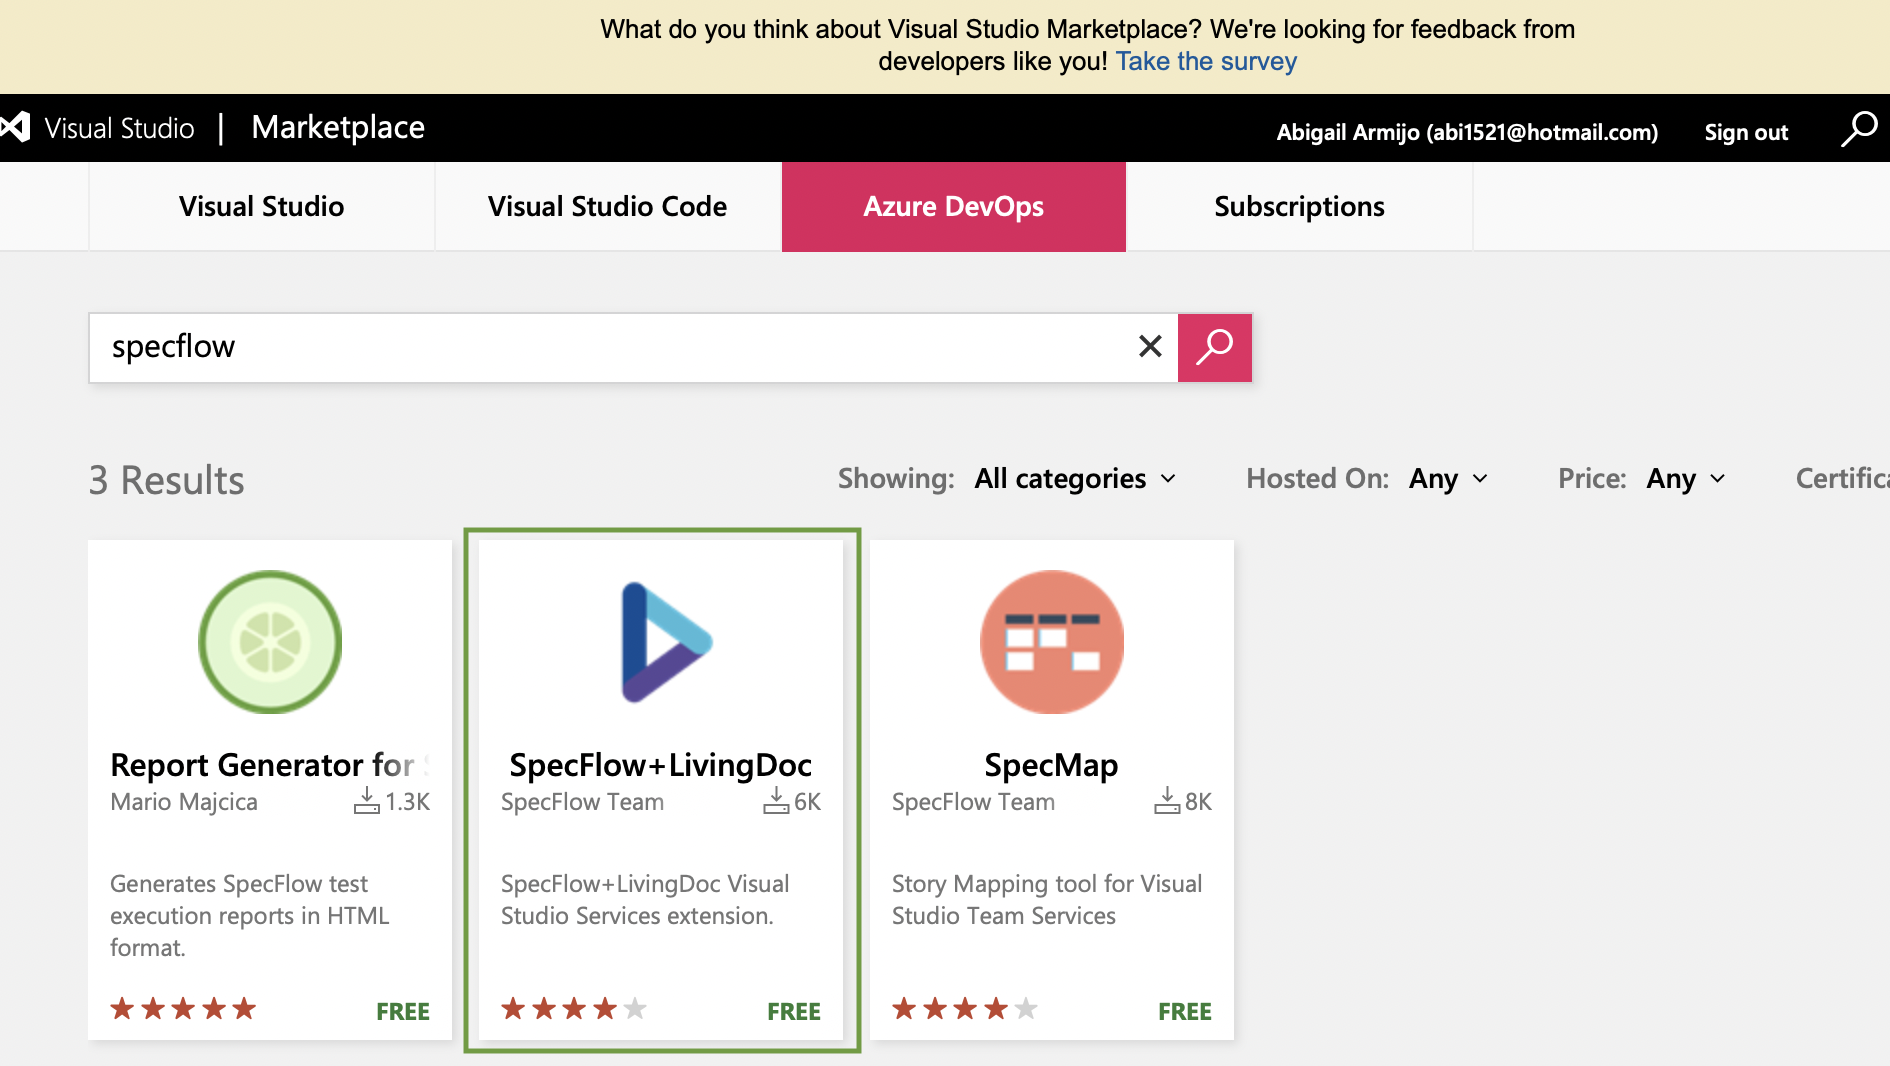 What do you think about Visual Studio Marketplace? We're looking for feedback from
developers like you! Take the survey
Visual Studio | Marketplace
Abigail Armijo (abi1521@hotmail.com)
Sign out
Visual Studio
Visual Studio Code
Azure DevOps
Subscriptions
specflow
3 Results
Showing: All categories
Hosted On: Any
Price: Any
Report Generator for
Mario Majcica
1.3K
Generates SpecFlow test
execution reports in HTML
format.
FREE
SpecFlow+LivingDoc
SpecFlow Team
6K
SpecFlow+LivingDoc Visual
Studio Services extension.
FREE
SpecMap
SpecFlow Team
8K
Story Mapping tool for Visual
Studio Team Services
FREE